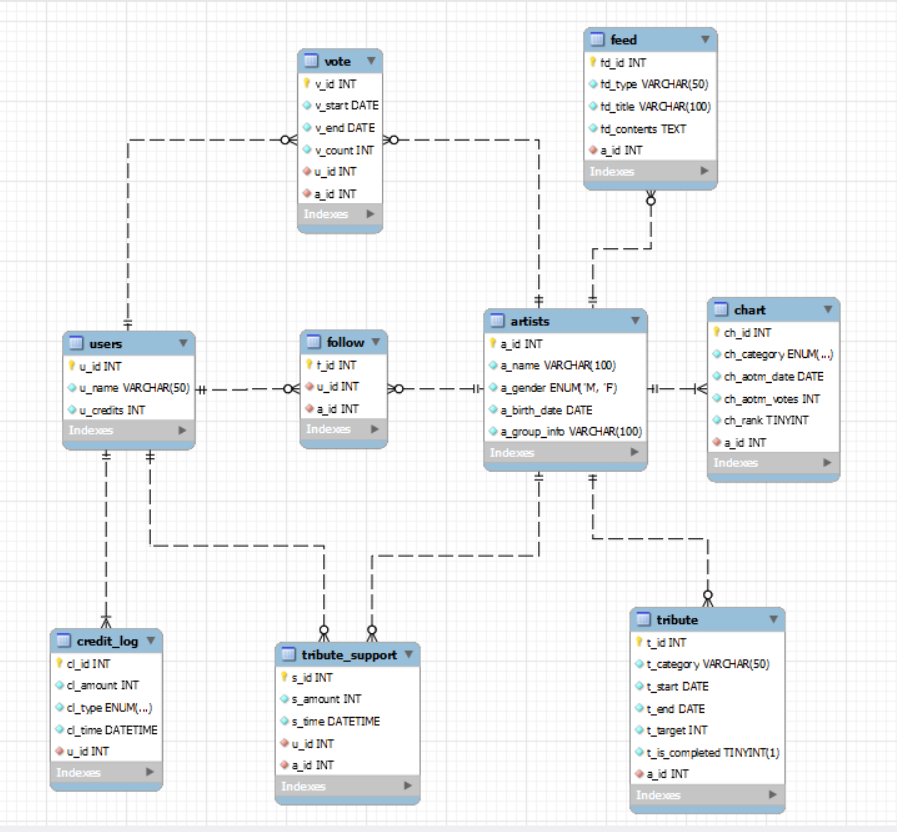 feed
fd_id INT
fd_type VARCHAR(50)
fd_title VARCHAR(100)
fd_contents TEXT
a_id INT
Indexes
vote
v_id INT
v_start DATE
v_end DATE
v_count INT
u_id INT
a_id INT
Indexes
users
u_id INT
u_name VARCHAR(50)
u_credits INT
Indexes
follow
f_id INT
u_id INT
a_id INT
Indexes
artists
a_id INT
a_name VARCHAR(100)
a_gender ENUM('M', 'F)
a_birth_date DATE
a_group_info VARCHAR(100)
Indexes
chart
ch_id INT
ch_category ENUM(...)
ch_aotm_date DATE
ch_aotm_votes INT
ch_rank TINYINT
a_id INT
Indexes
credit_log
cl_id INT
cl_amount INT
cl_type ENUM(...)
cl_time DATETIME
u_id INT
Indexes
tribute_support
s_id INT
s_amount INT
s_time DATETIME
u_id INT
a_id INT
Indexes
tribute
t_id INT
t_category VARCHAR(50)
t_start DATE
t_end DATE
t_target INT
t_is_completed TINYINT(1)
a_id INT
Indexes